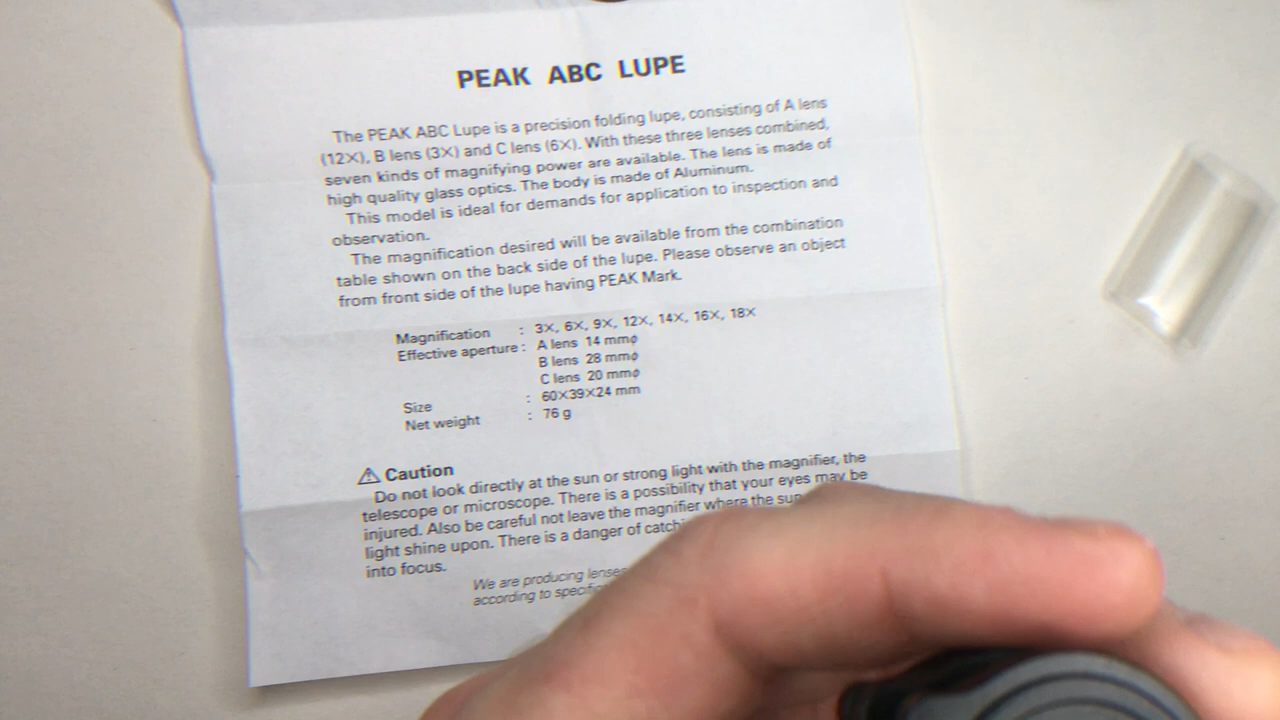 PEAK ABC LUPE
The PEAK ABC Lupe is a precision folding lupe, consisting of A lens
(12X), B lens (3X) and C lens (6X). With these three lenses combined,
seven kinds of magnifying power are available. The lens is made of
high quality glass optics. The body is made of Aluminum.
This model is ideal for demands for application to inspection and
observation.
The magnification desired will be available from the combination
table shown on the back side of the lupe. Please observe an object
from front side of the lupe having PEAK Mark.
Magnification : 3X, 6X, 9X, 12X, 14X, 16X, 18X
Effective aperture : A lens 14 mmφ
B lens 28 mmφ
C lens 20 mmφ
Size : 60X39X24 mm
Net weight : 76 g
⚠ Caution
Do not look directly at the sun or strong light with the magnifier, the
telescope or microscope. There is a possibility that your eyes may be
injured. Also be careful not leave the magnifier where the sun
light shine upon. There is a danger of
into focus.
We are producing
according to